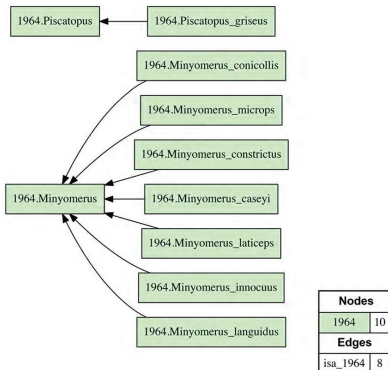 1964.Piscatopus
1964.Piscatopus_griseus
1964.Minyomerus_conicollis
1964.Minyomerus_microps
1964.Minyomerus_constrictus
1964.Minyomerus
1964.Minyomerus_caseyi
1964.Minyomerus_laticeps
1964.Minyomerus_innocuus
1964.Minyomerus_languidus
Nodes
1964 10
Edges
isa_1964 8